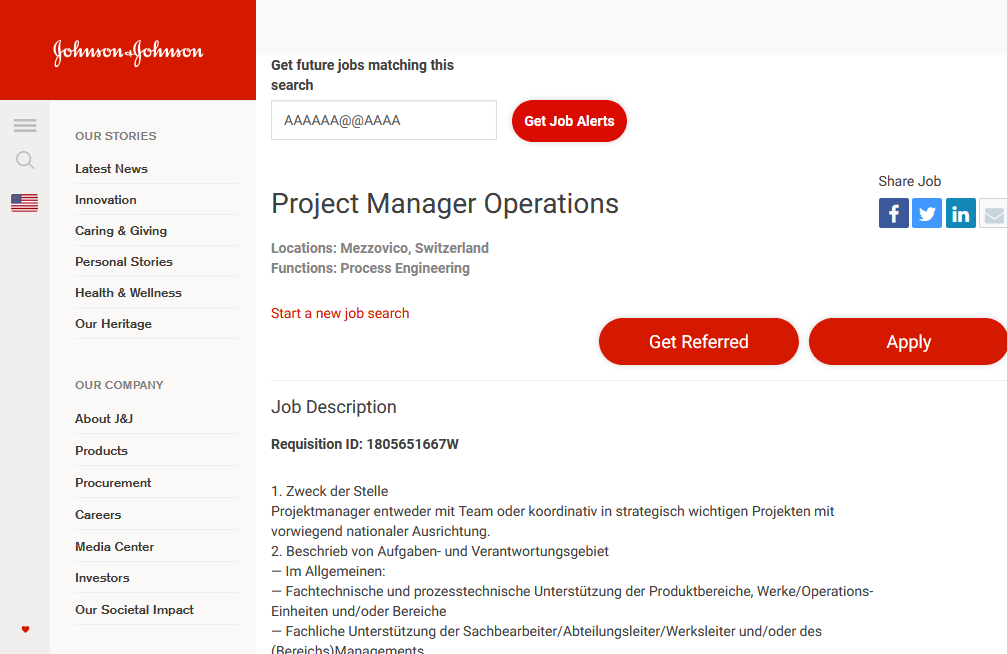 Johnson&Johnson
OUR STORIES
Latest News
Innovation
Caring & Giving
Personal Stories
Health & Wellness
Our Heritage
OUR COMPANY
About J&J
Products
Procurement
Careers
Media Center
Investors
Our Societal Impact
Get future jobs matching this
search
AAAAAA@@AAAA
Get Job Alerts
Project Manager Operations
Share Job
Locations: Mezzovico, Switzerland
Functions: Process Engineering
Start a new job search
Get Referred
Apply
Job Description
Requisition ID: 1805651667W
1. Zweck der Stelle
Projektmanager entweder mit Team oder koordinativ in strategisch wichtigen Projekten mit
vorwiegend nationaler Ausrichtung.
2. Beschrieb von Aufgaben- und Verantwortungsgebiet
— Im Allgemeinen:
— Fachtechnische und prozesstechnische Unterstützung der Produktbereiche, Werke/Operations-
Einheiten und/oder Bereiche
— Fachliche Unterstützung der Sachbearbeiter/Abteilungsleiter/Werksleiter und/oder des
(Bereichs)Managements